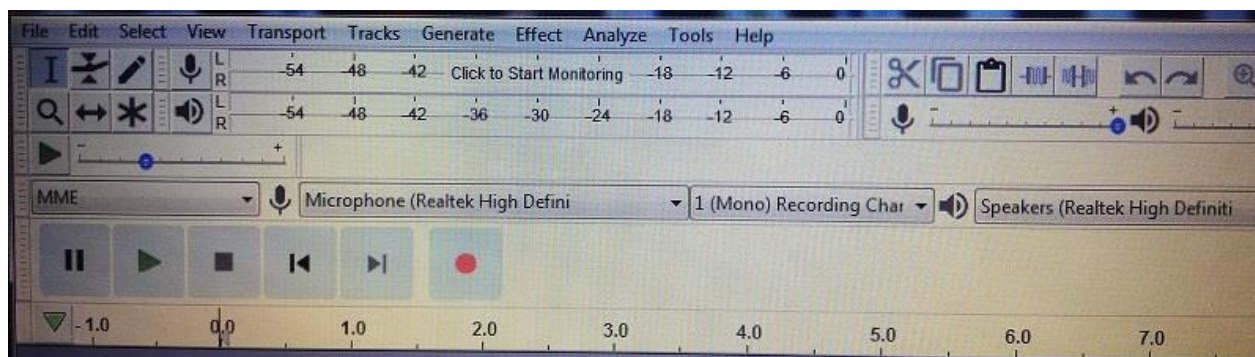 File Edit Select View Transport Tracks Generate Effect Analyze Tools Help
L
R
-54 -48 -42 Click to Start Monitoring -18 -12 -6 0
L
R
-54 -48 -42 -36 -30 -24 -18 -12 -6 0
- +
- +
-
MME Microphone (Realtek High Defini 1 (Mono) Recording Char Speakers (Realtek High Definiti
-1.0 0.0 1.0 2.0 3.0 4.0 5.0 6.0 7.0